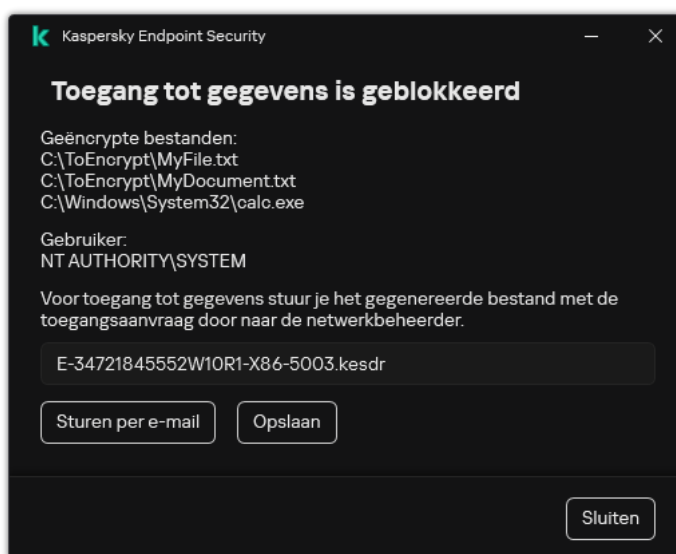 Kaspersky Endpoint Security
Toegang tot gegevens is geblokkeerd
Geëncrypte bestanden:
C:\ToEncrypt\MyFile.txt
C:\ToEncrypt\MyDocument.txt
C:\Windows\System32\calc.exe
Gebruiker:
NT AUTHORITY\SYSTEM
Voor toegang tot gegevens stuur je het gegenereerde bestand met de
toegangsaanvraag door naar de netwerkbeheerder.
E-34721845552W10R1-X86-5003.kesdr
Sturen per e-mail
Opslaan
Sluiten